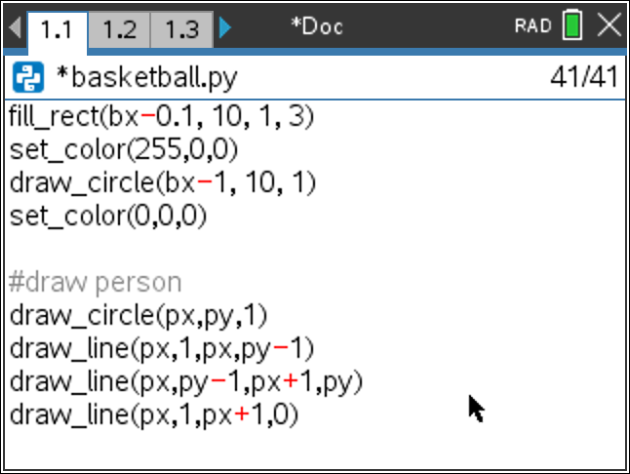 1.1 1.2 1.3 *Doc RAD
*basketball.py 41/41
fill_rect(bx-0.1, 10, 1, 3)
set_color(255,0,0)
draw_circle(bx-1, 10, 1)
set_color(0,0,0)
#draw person
draw_circle(px,py,1)
draw_line(px,1,px,py-1)
draw_line(px,py-1,px+1,py)
draw_line(px,1,px+1,0)